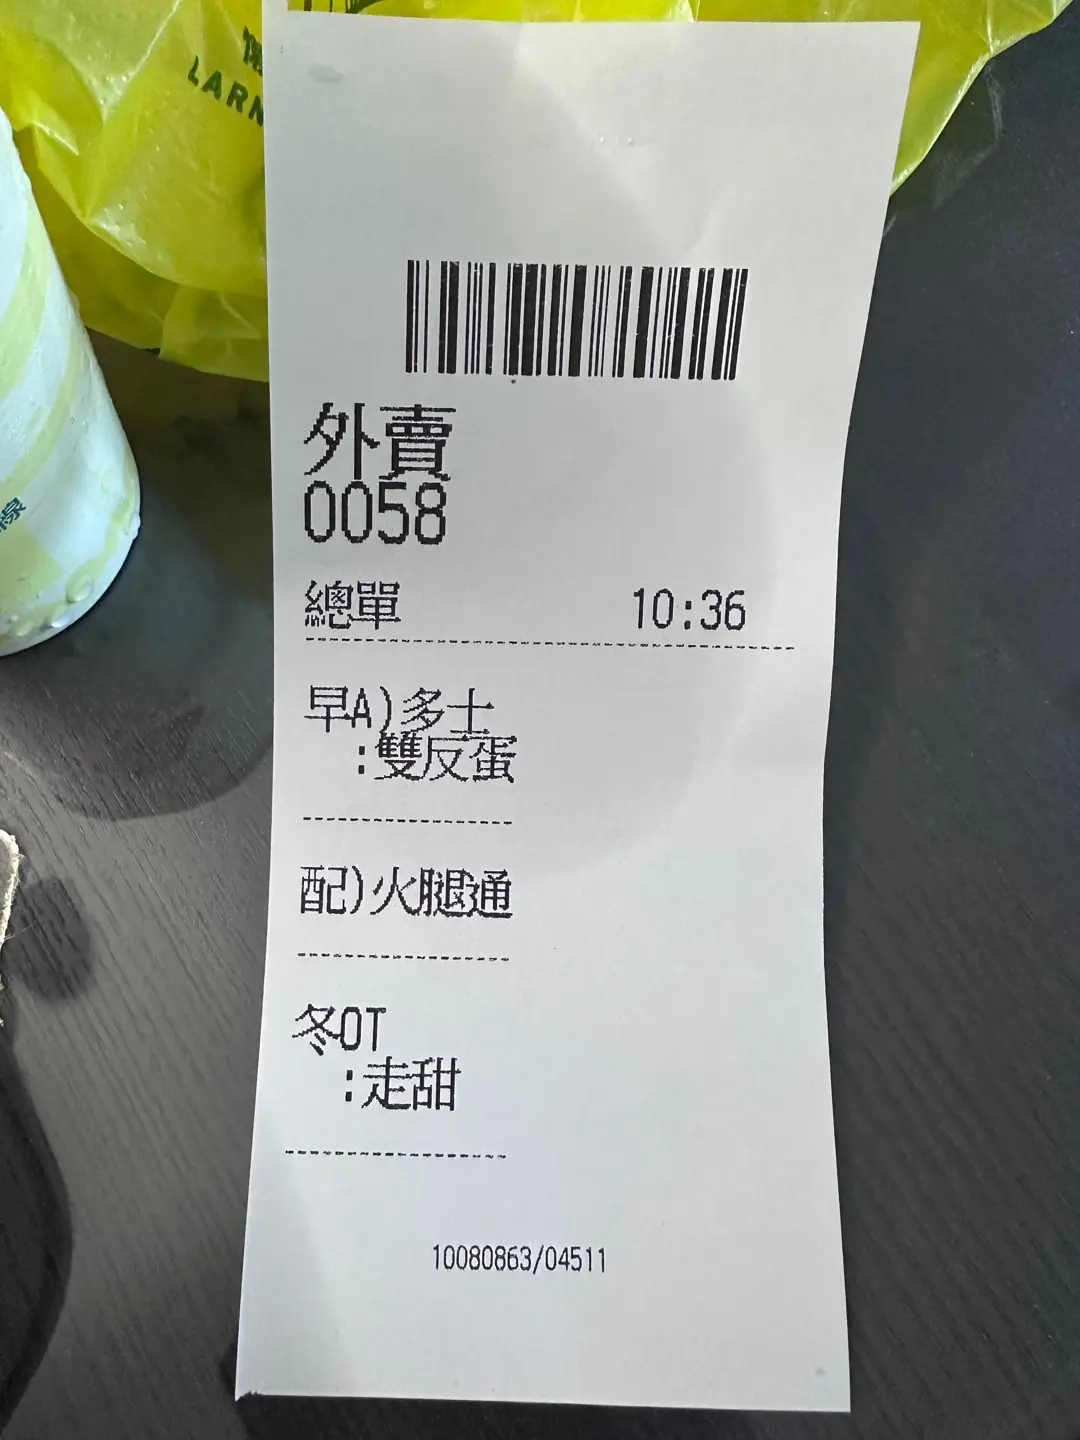 LARN
外賣
0058
總單 10:36
早A)多士
:雙反蛋
配)火腿通
冬OT
:走甜
10080863/04511